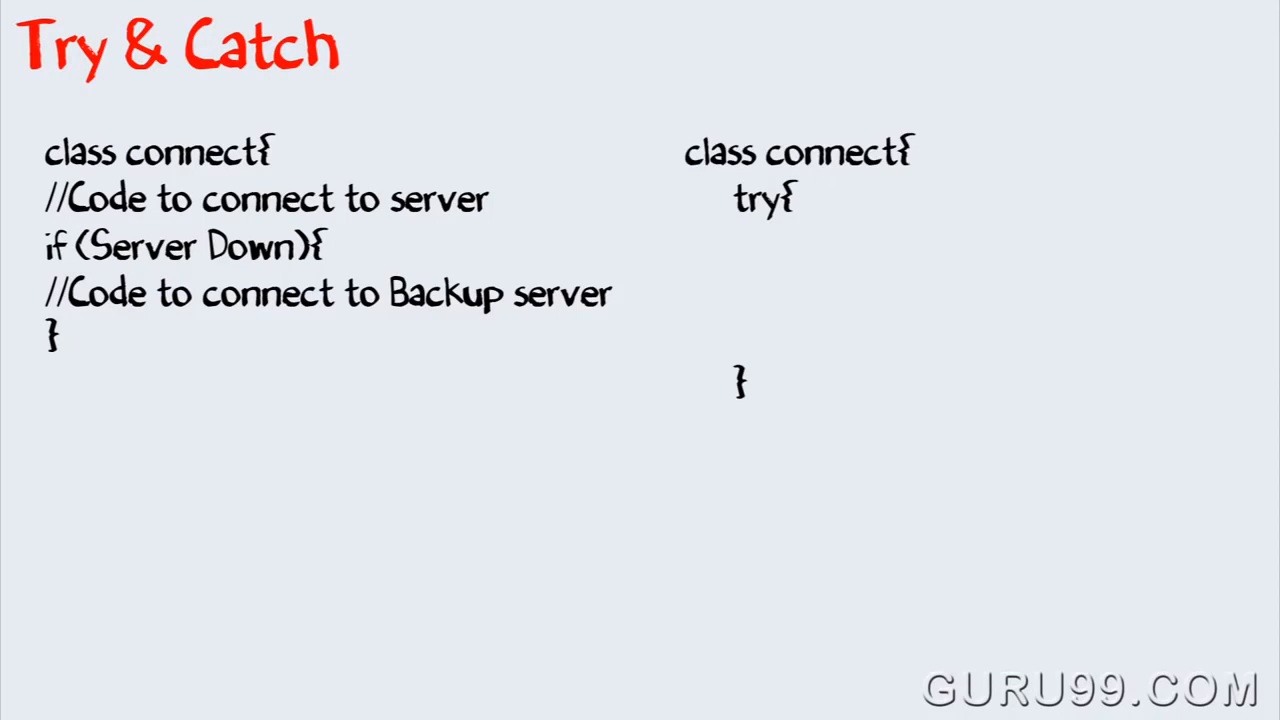 Try & Catch
class connect{
//Code to connect to server
if (Server Down){
//Code to connect to Backup server
}
class connect{
try{
}
GURU99.COM